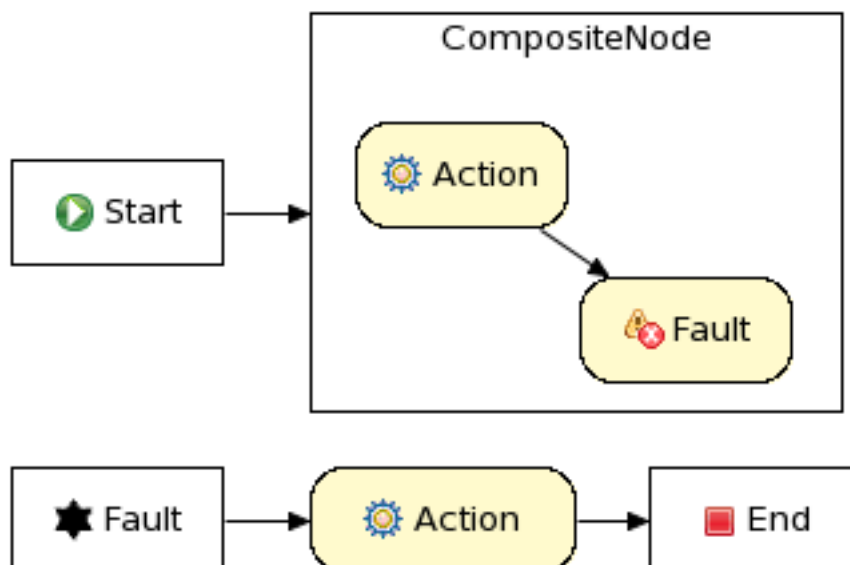 CompositeNode
Action
Start
Fault
Fault
Action
End